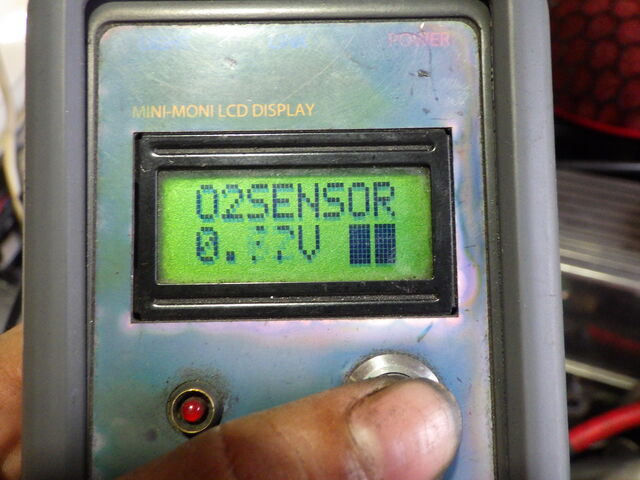 POWER
MINI-MONI LCD DISPLAY
O2SENSOR